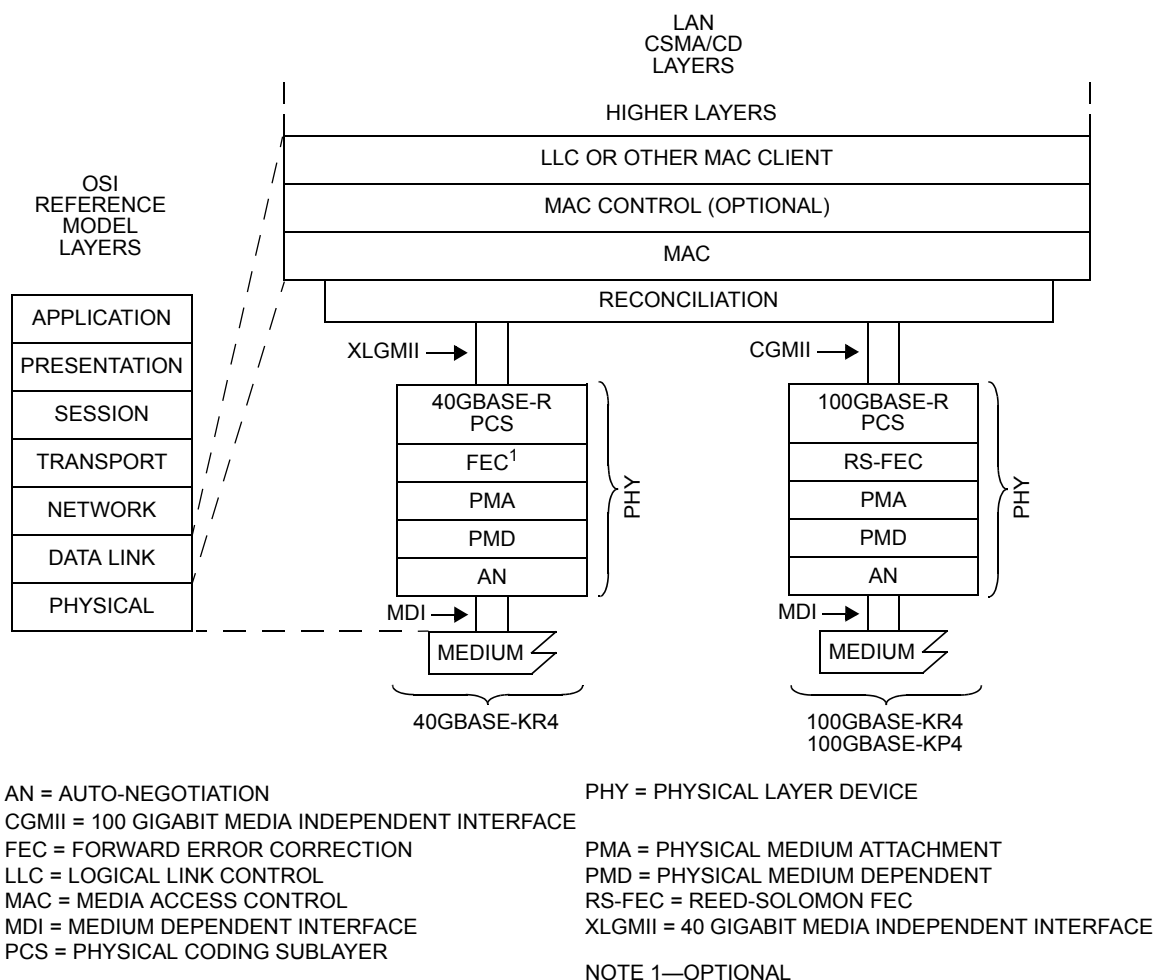 LAN
CSMA/CD
LAYERS
HIGHER LAYERS
LLC OR OTHER MAC CLIENT
MAC CONTROL (OPTIONAL)
MAC
RECONCILIATION
OSI
REFERENCE
MODEL
LAYERS
APPLICATION
PRESENTATION
SESSION
TRANSPORT
NETWORK
DATA LINK
PHYSICAL
XLGMII
40GBASE-R
PCS
FEC1
PMA
PMD
AN
PHY
MDI
MEDIUM
40GBASE-KR4
CGMII
100GBASE-R
PCS
RS-FEC
PMA
PMD
AN
PHY
MDI
MEDIUM
100GBASE-KR4
100GBASE-KP4
AN = AUTO-NEGOTIATION
CGMII = 100 GIGABIT MEDIA INDEPENDENT INTERFACE
FEC = FORWARD ERROR CORRECTION
LLC = LOGICAL LINK CONTROL
MAC = MEDIA ACCESS CONTROL
MDI = MEDIUM DEPENDENT INTERFACE
PCS = PHYSICAL CODING SUBLAYER
PHY = PHYSICAL LAYER DEVICE
PMA = PHYSICAL MEDIUM ATTACHMENT
PMD = PHYSICAL MEDIUM DEPENDENT
RS-FEC = REED-SOLOMON FEC
XLGMII = 40 GIGABIT MEDIA INDEPENDENT INTERFACE
NOTE 1—OPTIONAL